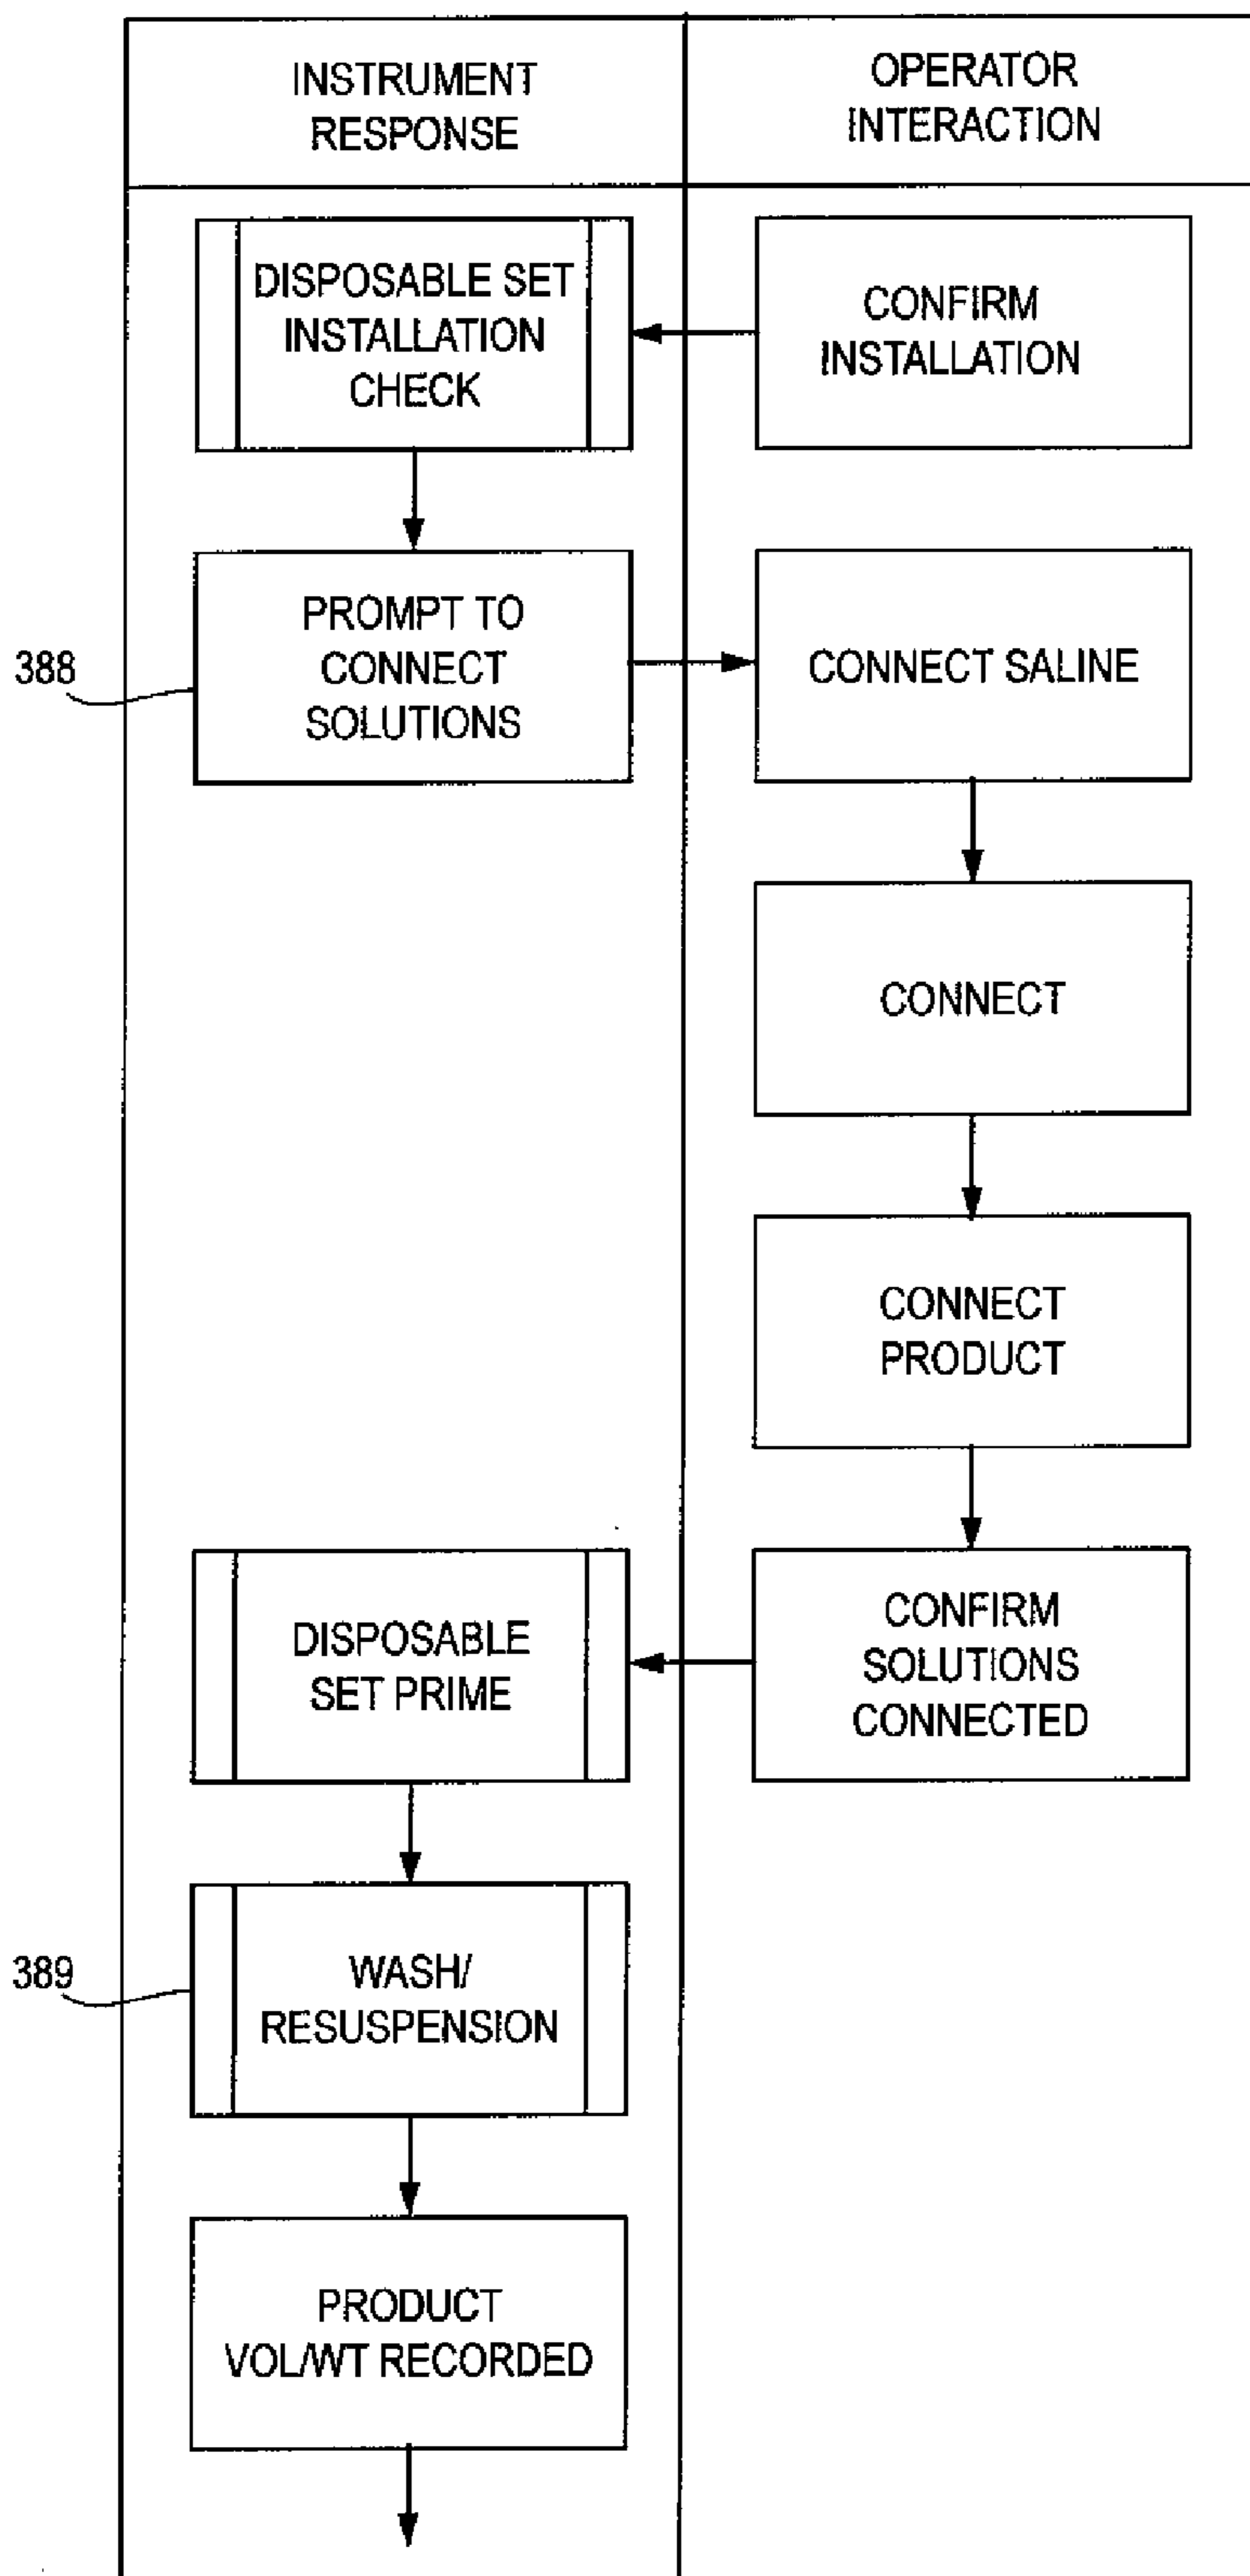 INSTRUMENT
RESPONSE
OPERATOR
INTERACTION
DISPOSABLE SET
INSTALLATION
CHECK
CONFIRM
INSTALLATION
388
PROMPT TO
CONNECT
SOLUTIONS
CONNECT SALINE
CONNECT
CONNECT
PRODUCT
DISPOSABLE
SET PRIME
CONFIRM
SOLUTIONS
CONNECTED
389
WASH/
RESUSPENSION
PRODUCT
VOL/WT RECORDED